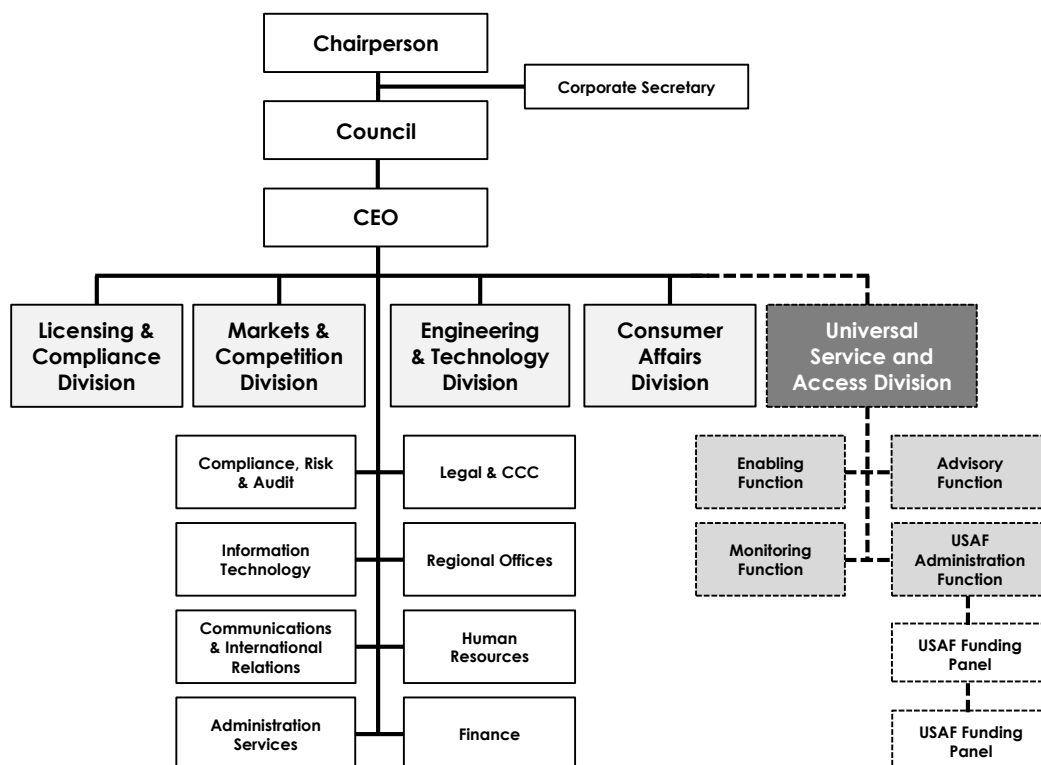 Chairperson
Corporate Secretary
Council
CEO
Licensing &
Compliance
Division
Markets &
Competition
Division
Engineering
& Technology
Division
Consumer
Affairs
Division
Universal
Service and
Access Division
Compliance, Risk
& Audit
Legal & CCC
Enabling
Function
Advisory
Function
Information
Technology
Regional Offices
Monitoring
Function
USAF
Administration
Function
Communications
& International
Relations
Human
Resources
USAF Funding
Panel
Administration
Services
Finance
USAF Funding
Panel